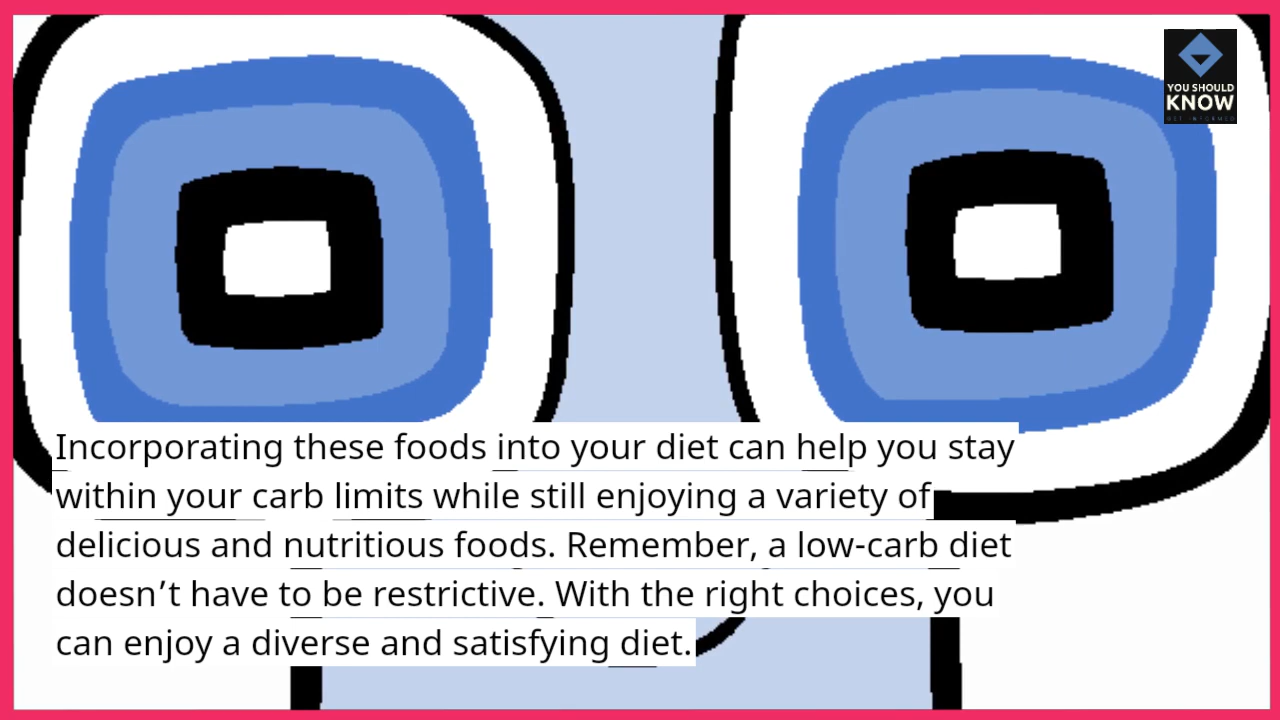 YOU SHOULD
KNOW
GET INFORMED
Incorporating these foods into your diet can help you stay
within your carb limits while still enjoying a variety of
delicious and nutritious foods. Remember, a low-carb diet
doesn’t have to be restrictive. With the right choices, you
can enjoy a diverse and satisfying diet.